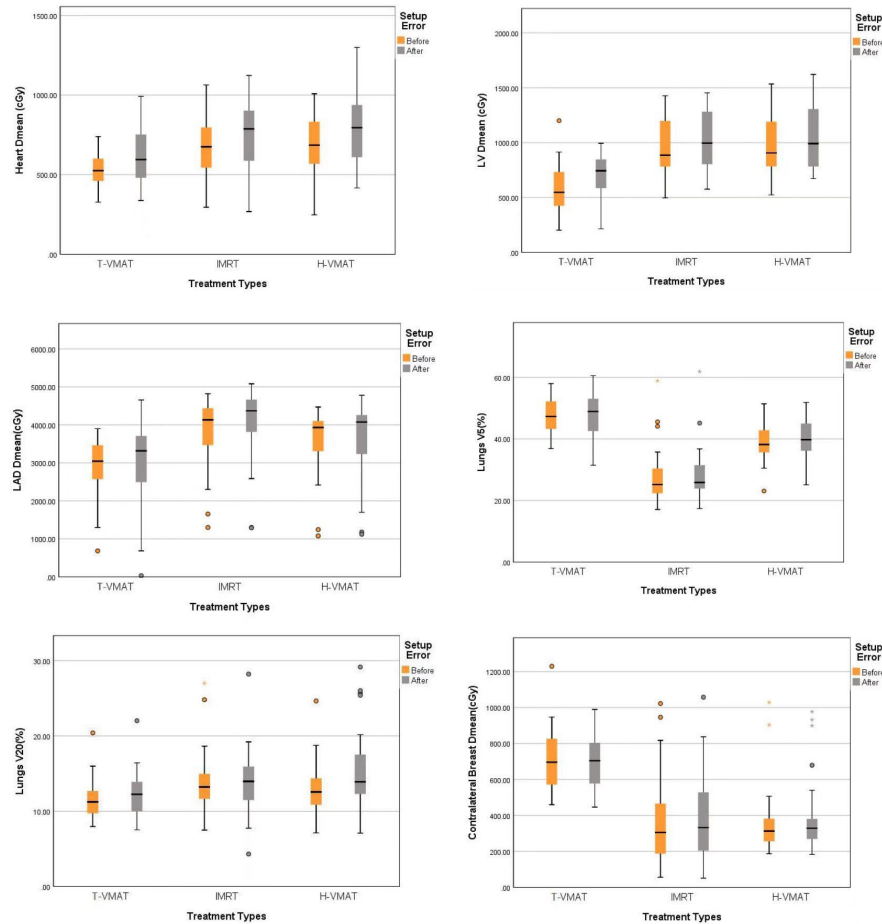 Setup
Error
Before
After
1500.00
1000.00
500.00
.00
Heart Dmean (cGy)
T-VMAT
IMRT
H-VMAT
Treatment Types
Setup
Error
Before
After
2000.00
1500.00
1000.00
500.00
.00
LV Dmean (cGy)
T-VMAT
IMRT
H-VMAT
Treatment Types
Setup
Error
Before
After
6000.00
5000.00
4000.00
3000.00
2000.00
1000.00
.00
LAD Dmean(cGy)
T-VMAT
IMRT
H-VMAT
Treatment Types
Setup
Error
Before
After
60.00
40.00
20.00
.00
Lungs V5(%)
T-VMAT
IMRT
H-VMAT
Treatment Types
Setup
Error
Before
After
30.00
20.00
10.00
.00
Lungs V20(%)
T-VMAT
IMRT
H-VMAT
Treatment Types
Setup
Error
Before
After
1200.00
1000.00
800.00
600.00
400.00
200.00
.00
Contralateral Breast Dmean(cGy)
T-VMAT
IMRT
H-VMAT
Treatment Types